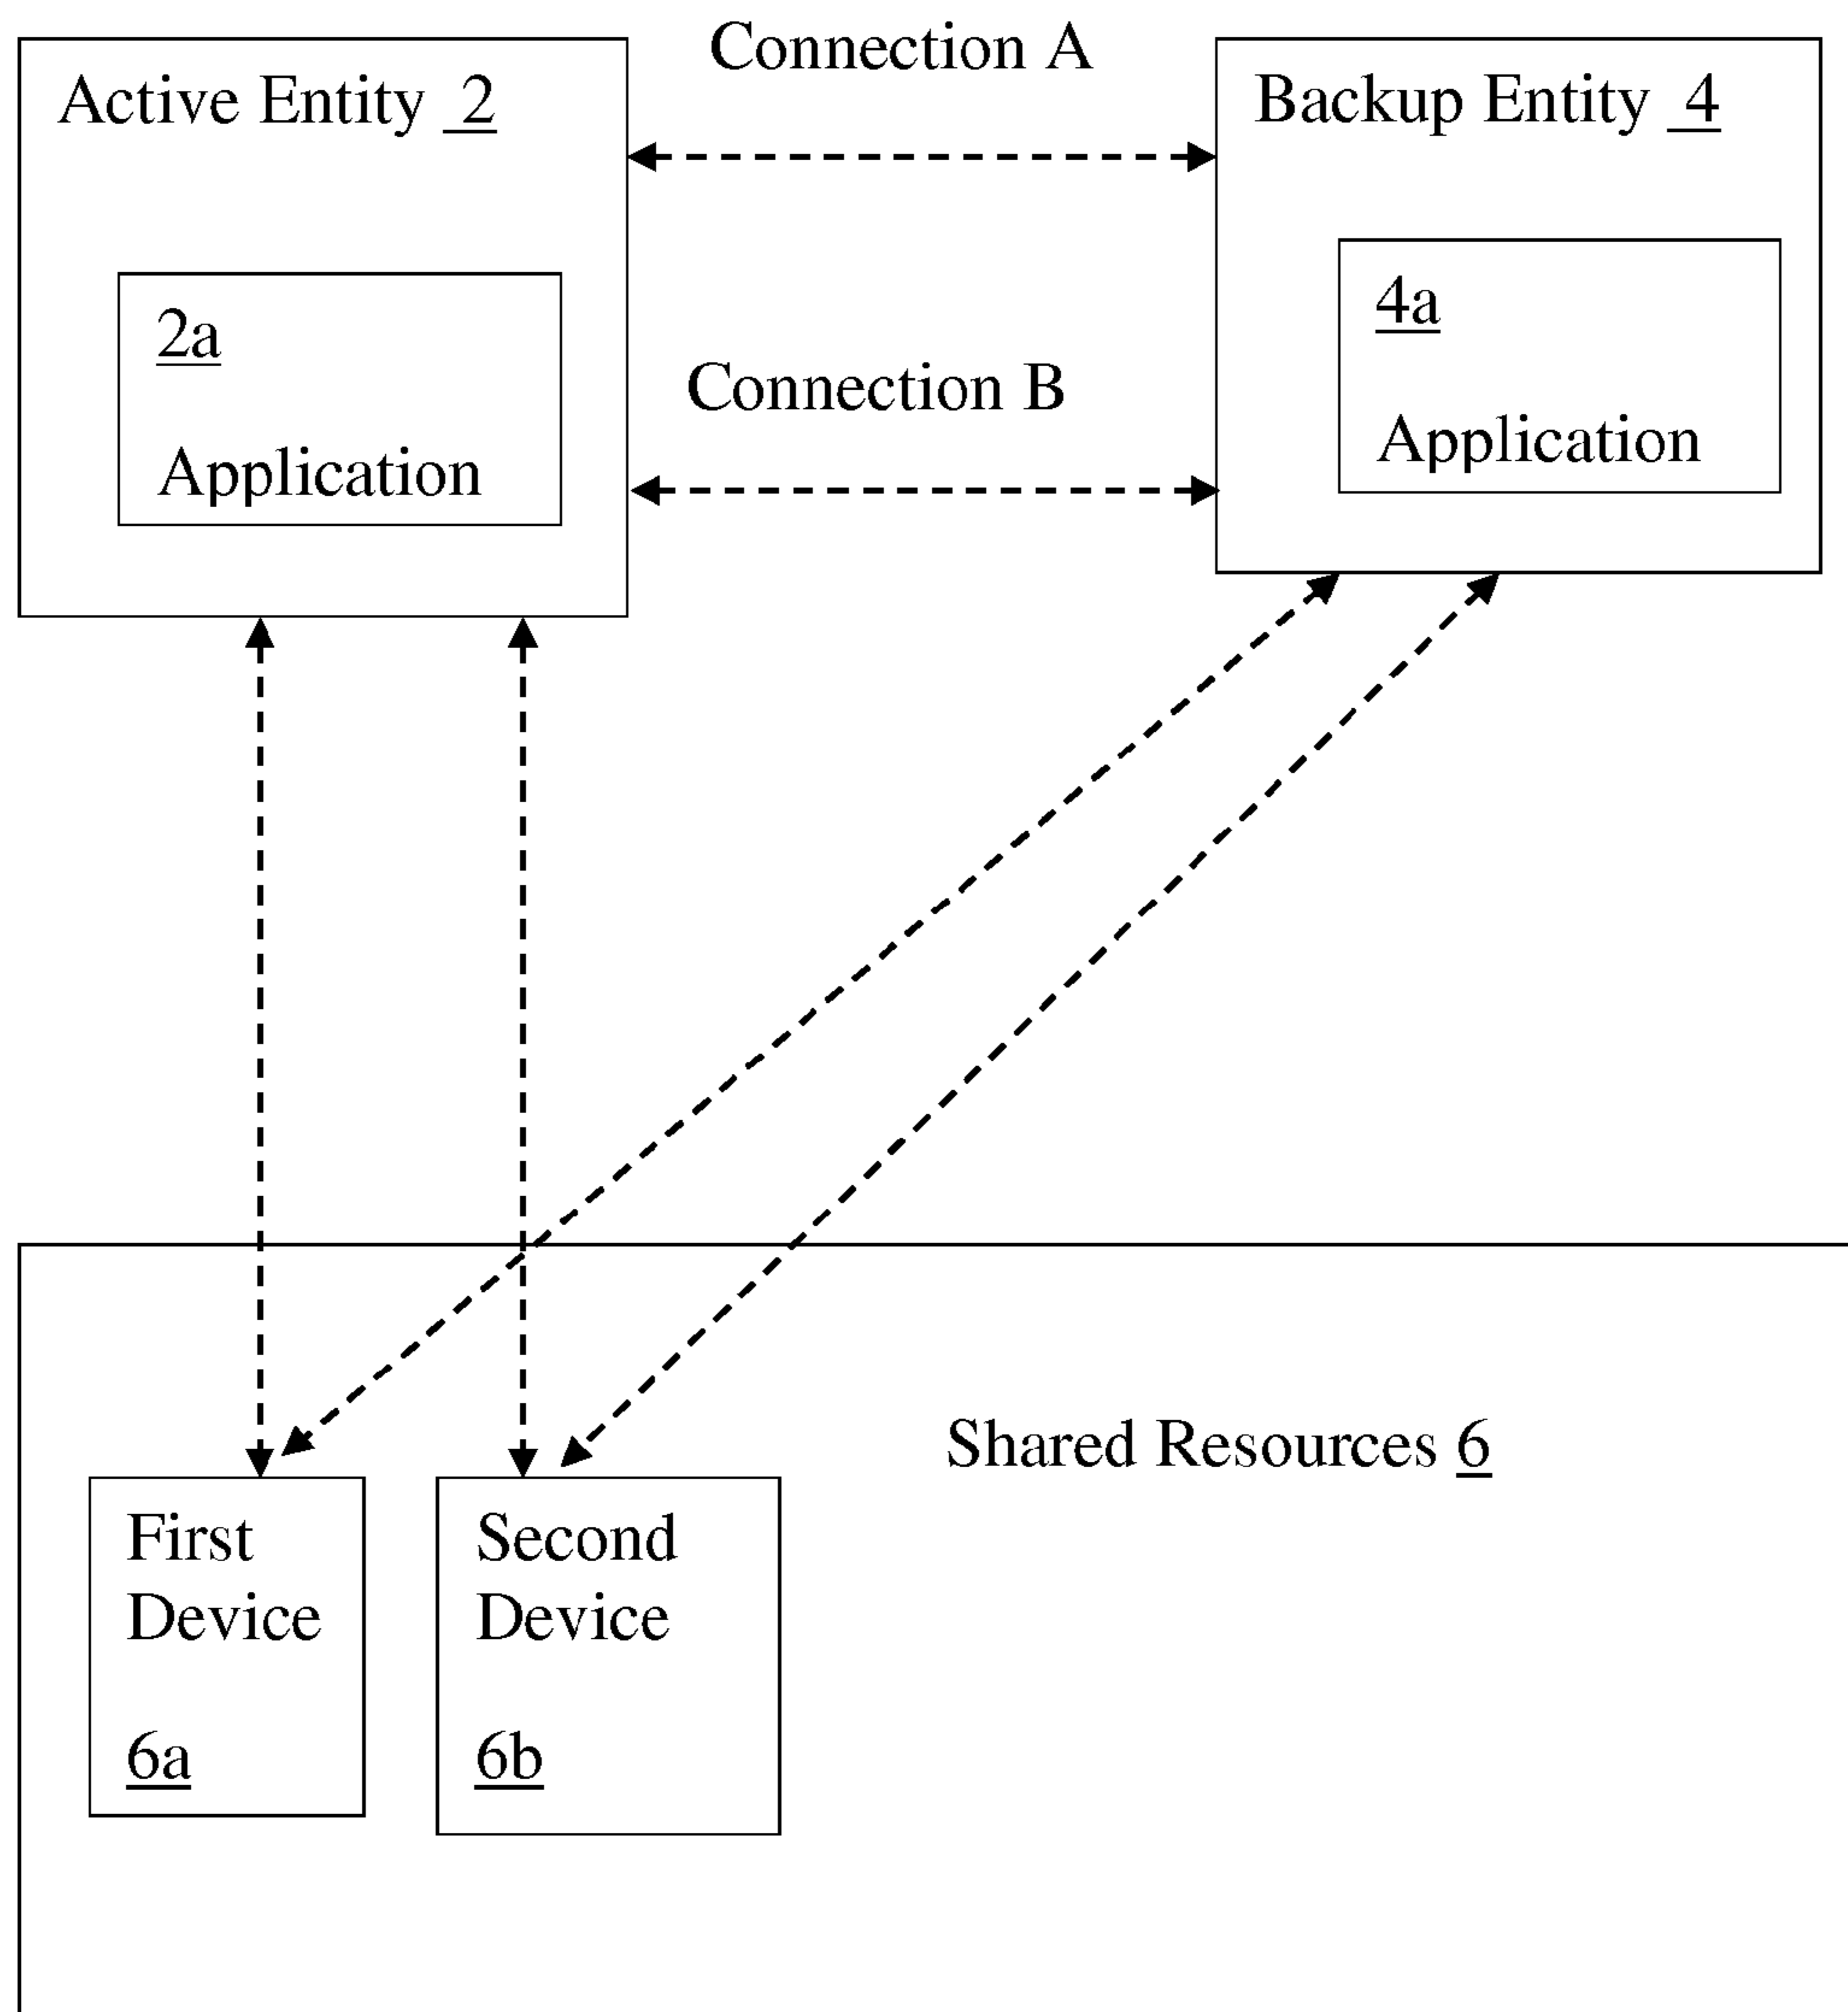 Connection A
Active Entity 2
Backup Entity 4
2a
Application
4a
Application
Connection B
Shared Resources 6
First
Device
6a
Second
Device
6b